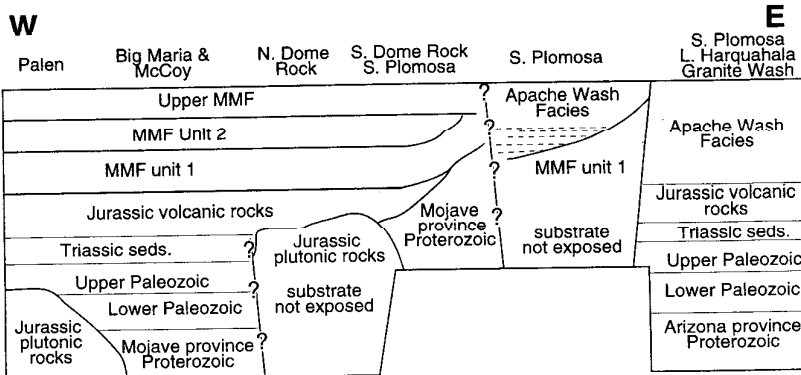 W
E
Palen
Big Maria &
McCoy
N. Dome
Rock
S. Dome Rock
S. Plomosa
S. Plomosa
S. Plomosa
L. Harquahala
Granite Wash
Upper MMF
MMF Unit 2
MMF unit 1
Jurassic volcanic rocks
Triassic seds.
Upper Paleozoic
Lower Paleozoic
Mojave province
Proterozoic
Jurassic
plutonic
rocks
?
?
?
Jurassic
plutonic rocks
substrate
not exposed
Mojave
province
Proterozoic
?
?
?
?
Apache Wash
Facies
MMF unit 1
substrate
not exposed
Apache Wash
Facies
Jurassic volcanic
rocks
Triassic seds.
Upper Paleozoic
Lower Paleozoic
Arizona province
Proterozoic